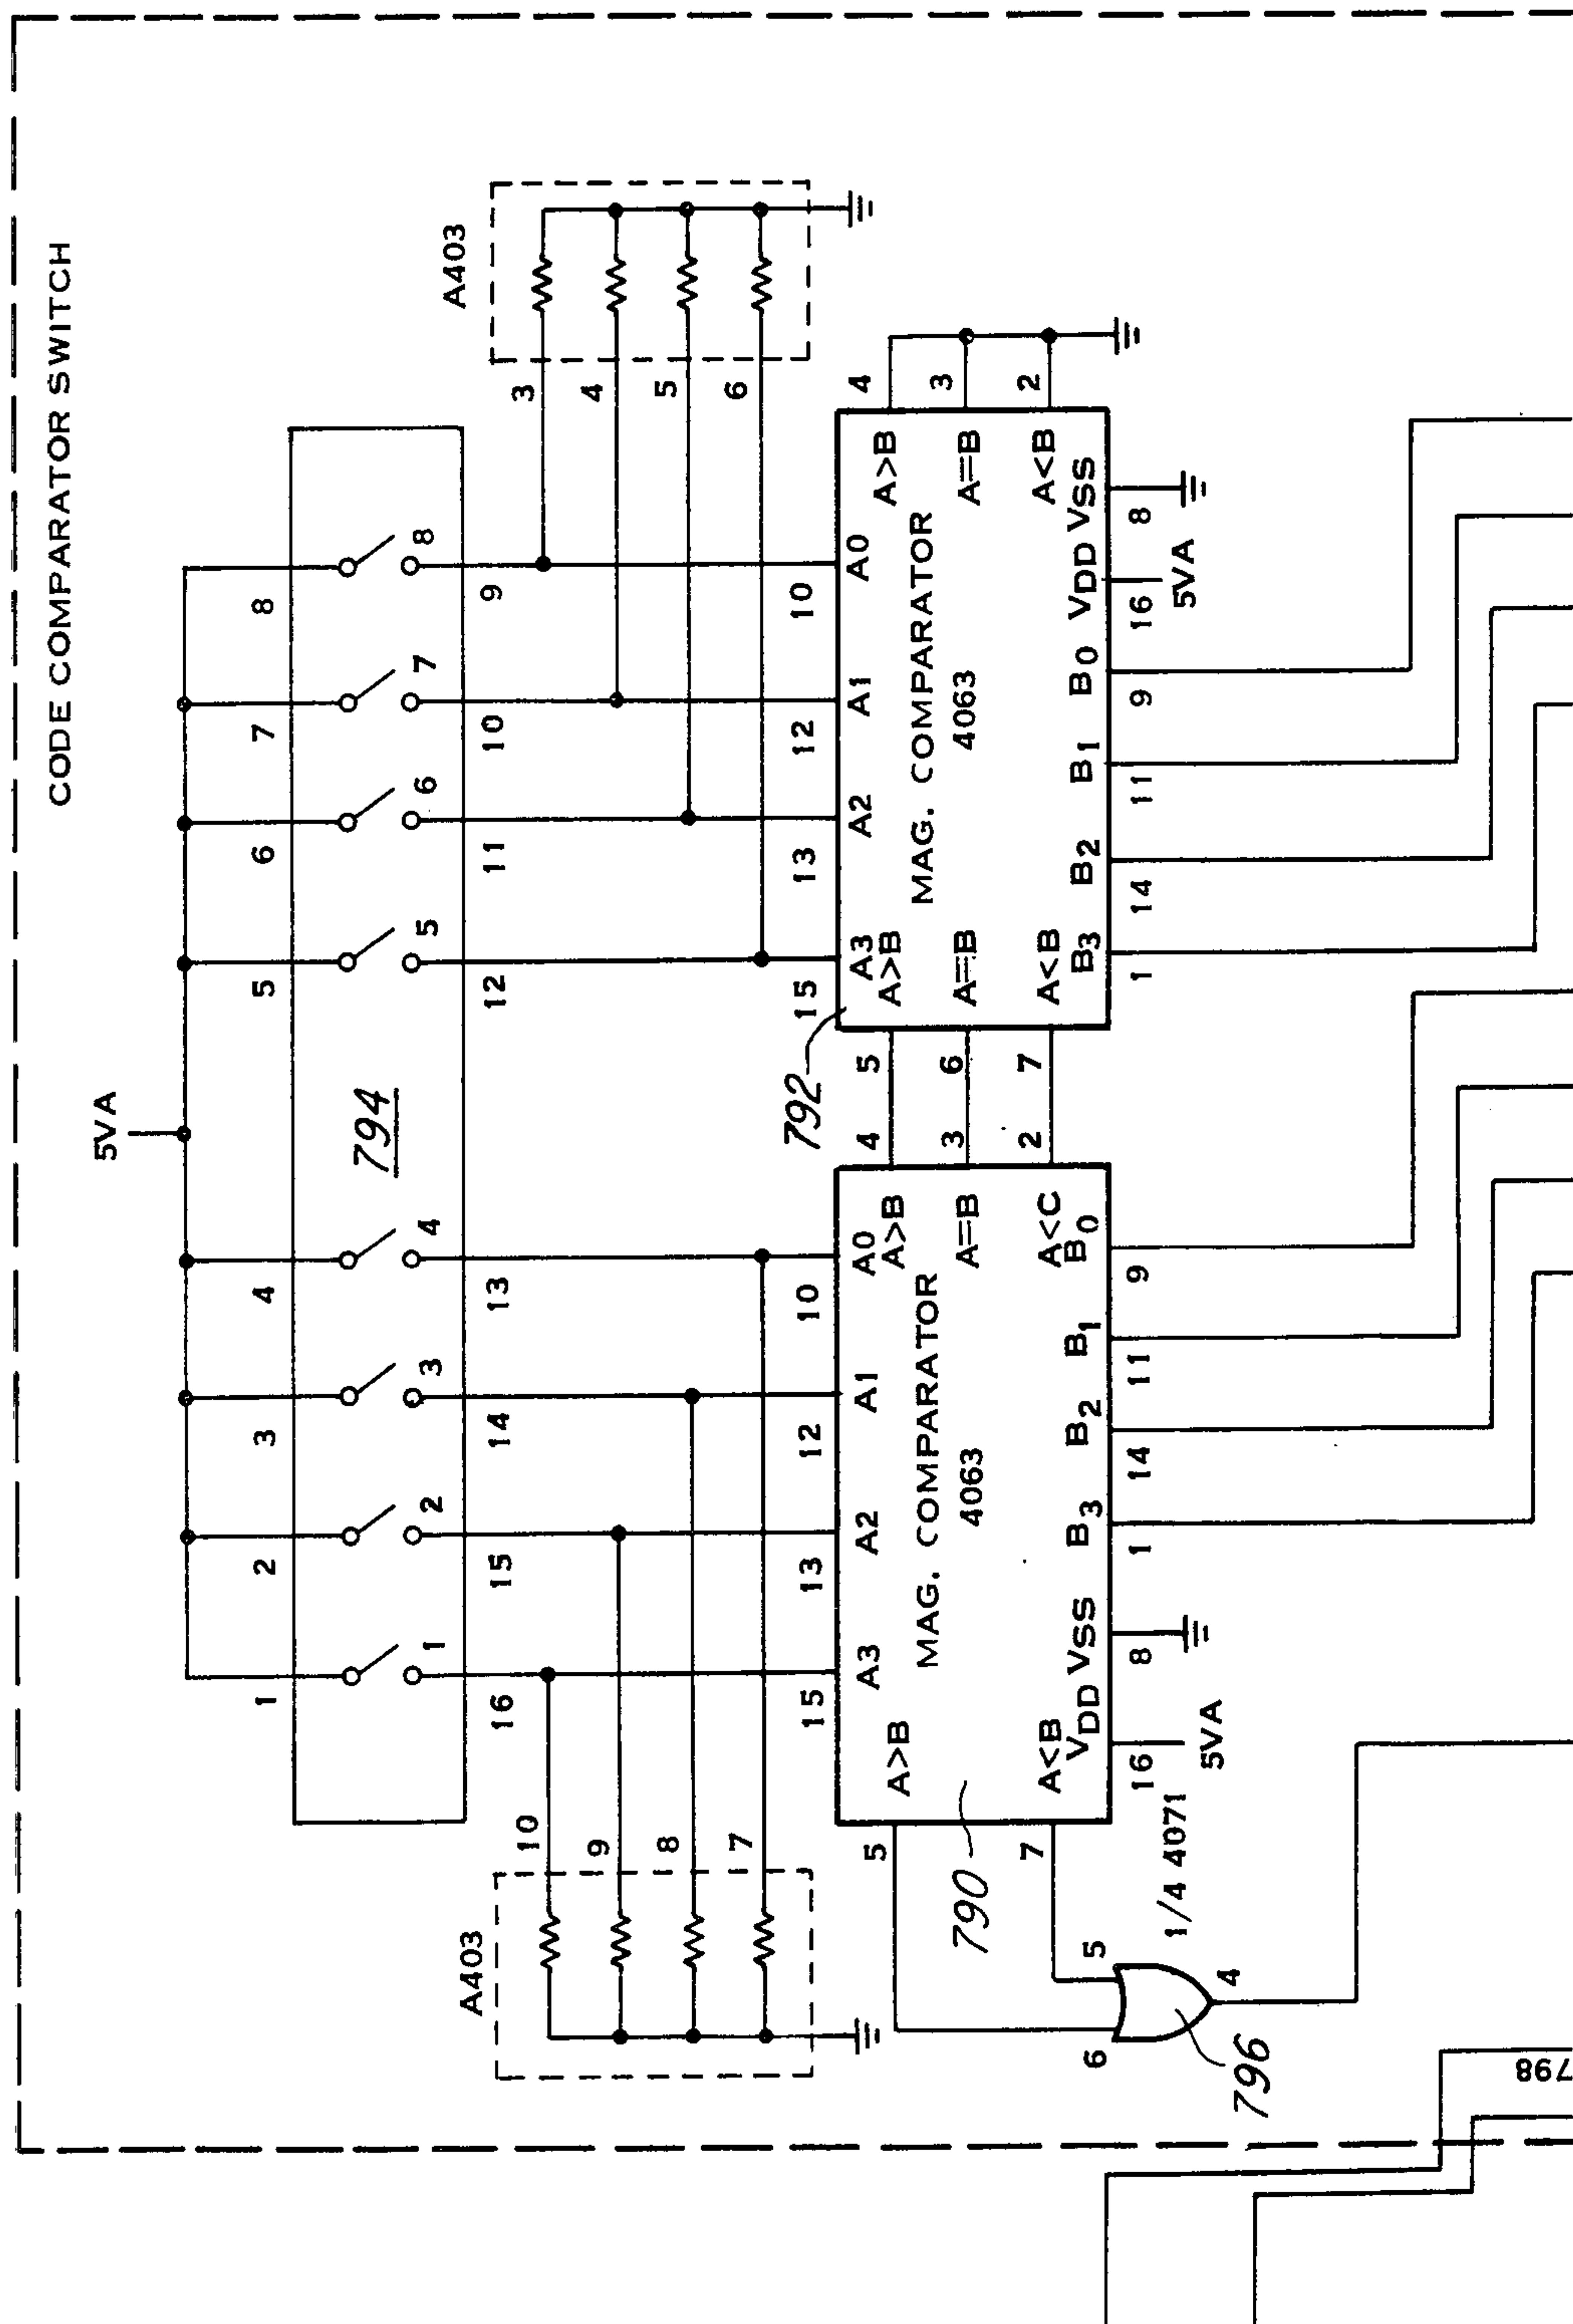 CODE COMPARATOR SWITCH
5VA
1 2 3 4 5 6 7 8
794
1 2 3 4 5 6 7 8
16 15 14 13 12 11 10 9
A403
10
9
8
7
A403
3
4
5
6
15 13 12 10
792
15 13 12 10
A3 A2 A1 A0
A>B A>B
MAG. COMPARATOR
4063
A=B
A<B A<C
VDD VSS B3 B2 B1 B0
16 8 1 14 11 9
5VA
790
5
7
4 5
3 6
2 7
A3 A2 A1 A0
A>B A>B
MAG. COMPARATOR
4063
A=B A=B
A<B A<B
B3 B2 B1 B0 VDD VSS
1 14 11 9 16 8
5VA
4
3
2
1/4 4071
6 5
4
796
798